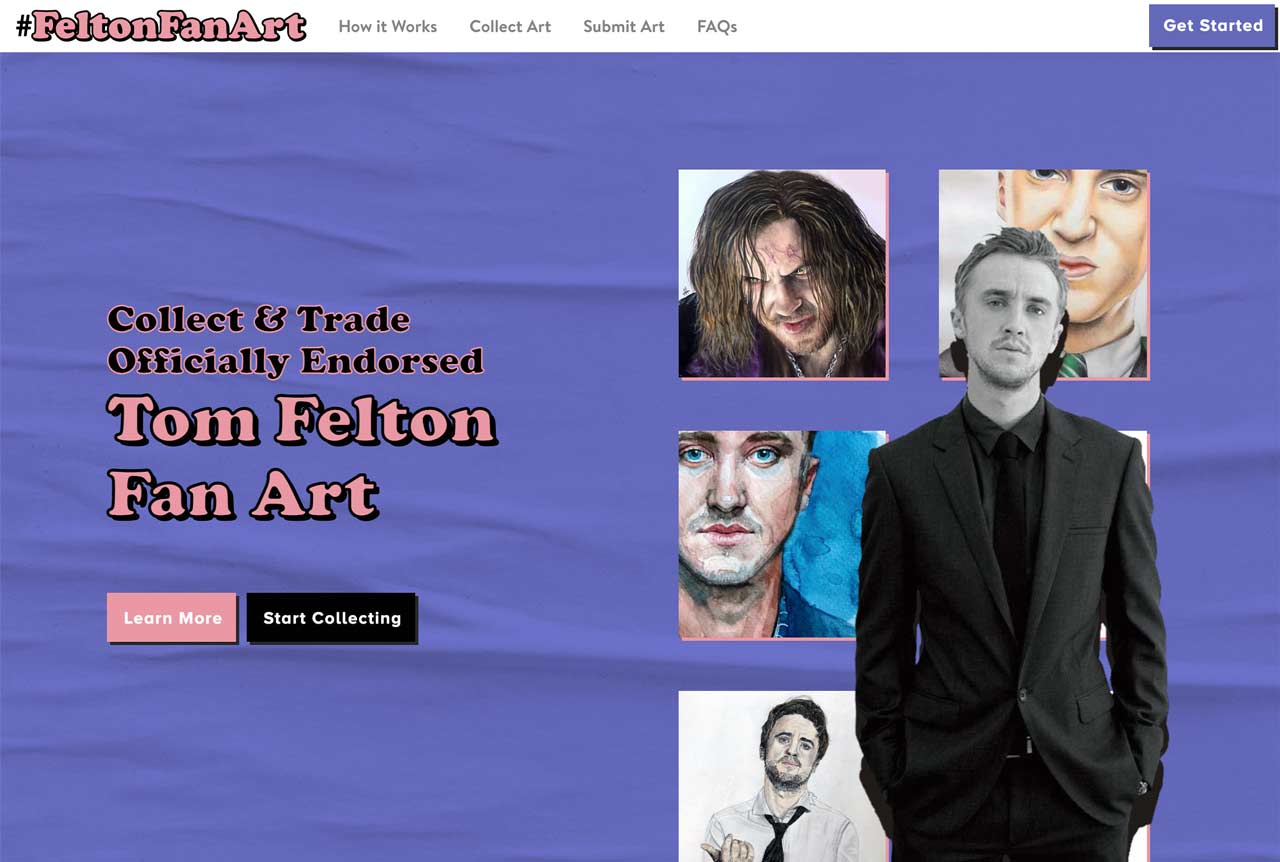 #FeltonFanArt
How it Works
Collect Art
Submit Art
FAQs
Get Started
Collect & Trade
Officially Endorsed
Tom Felton
Fan Art
Learn More
Start Collecting